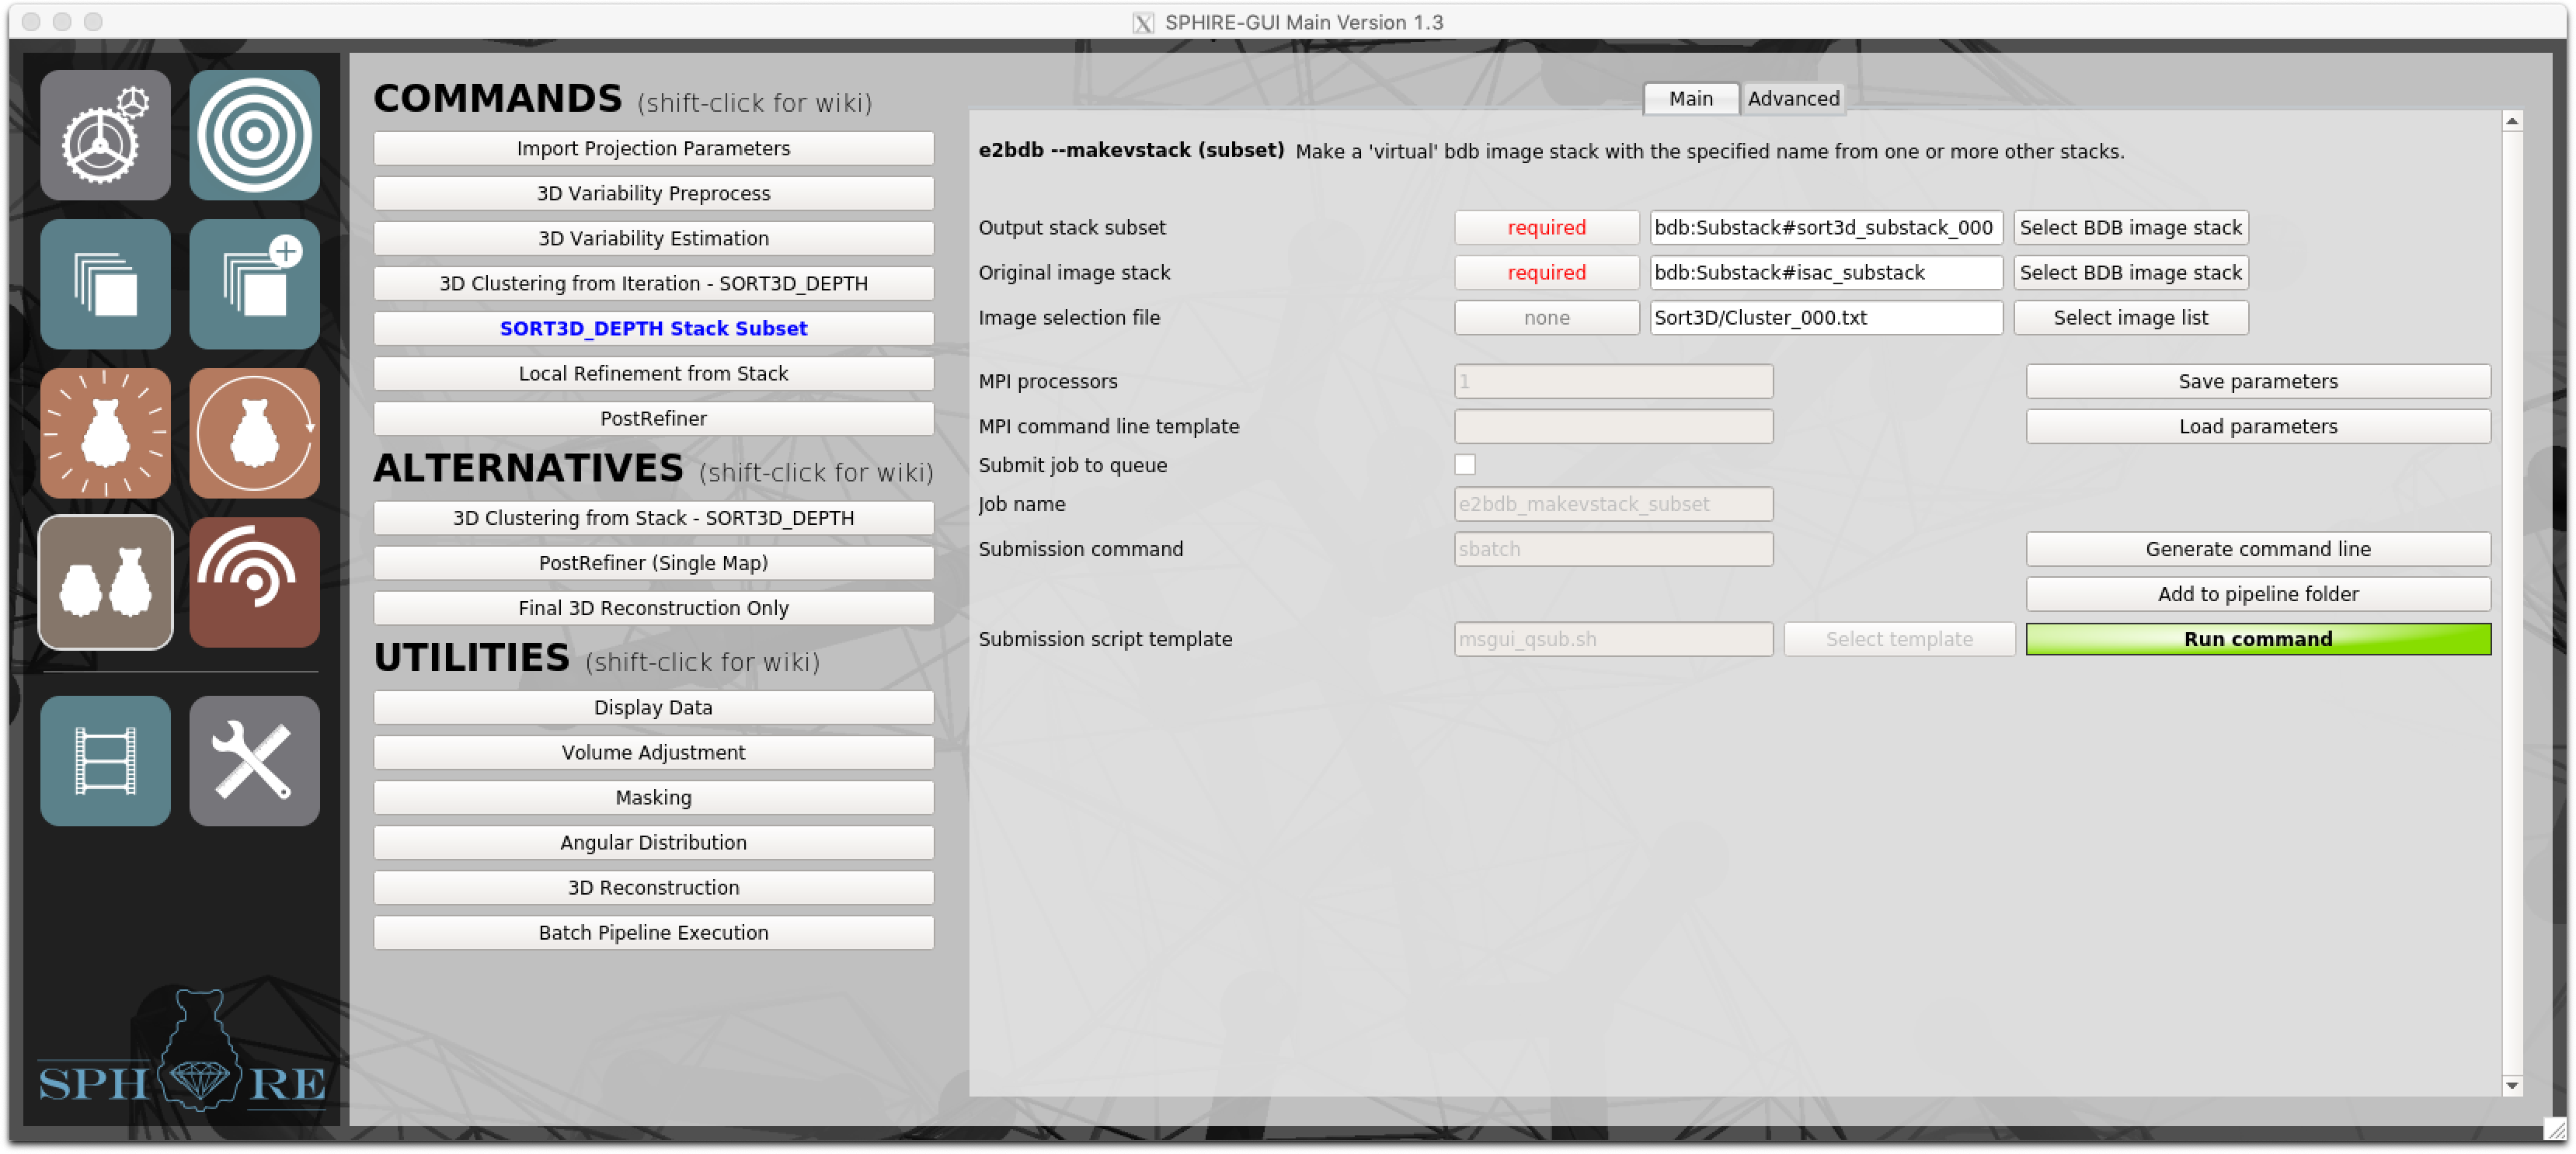 SPHIRE-GUI Main Version 1.3
COMMANDS (shift-click for wiki)
Import Projection Parameters
3D Variability Preprocess
3D Variability Estimation
3D Clustering from Iteration - SORT3D_DEPTH
SORT3D_DEPTH Stack Subset
Local Refinement from Stack
PostRefiner
ALTERNATIVES (shift-click for wiki)
3D Clustering from Stack - SORT3D_DEPTH
PostRefiner (Single Map)
Final 3D Reconstruction Only
UTILITIES (shift-click for wiki)
Display Data
Volume Adjustment
Masking
Angular Distribution
3D Reconstruction
Batch Pipeline Execution
SPH RE
Main Advanced
e2bdb --makevstack (subset) Make a 'virtual' bdb image stack with the specified name from one or more other stacks.
Output stack subset required bdb:Substack#sort3d_substack_000 Select BDB image stack
Original image stack required bdb:Substack#isac_substack Select BDB image stack
Image selection file none Sort3D/Cluster_000.txt Select image list
MPI processors 1 Save parameters
MPI command line template Load parameters
Submit job to queue
Job name e2bdb_makevstack_subset
Submission command sbatch Generate command line
Add to pipeline folder
Submission script template msgui_qsub.sh Select template Run command